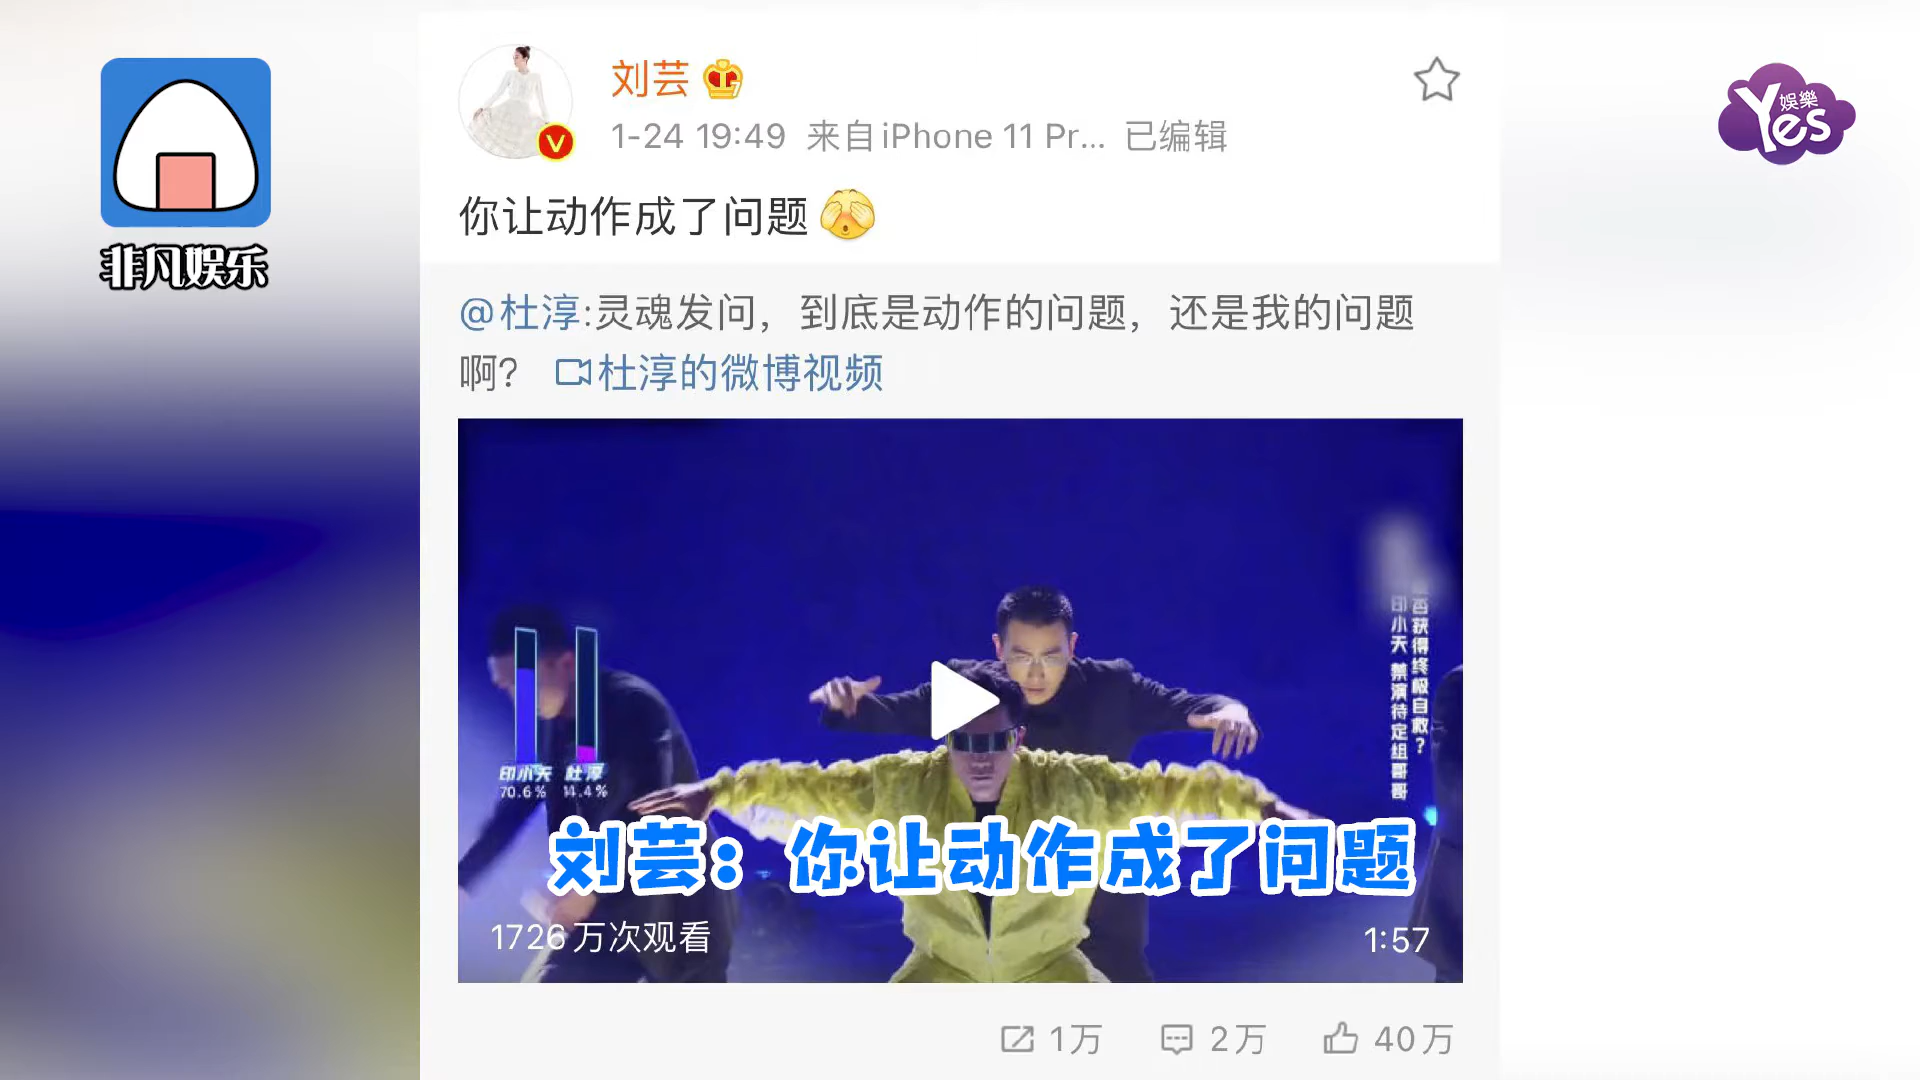 非凡娱乐
Yes
娱樂
刘芸
1-24 19:49 来自iPhone 11 Pr... 已编辑
你让动作成了问题
@杜淳:灵魂发问，到底是动作的问题，还是我的问题
啊？ 杜淳的微博视频
否获得终极自救？
印小天 禁演待定组哥哥
印小天 杜淳
70.6% 14.4%
刘芸：你让动作成了问题
1726万次观看
1:57
1万 2万 40万